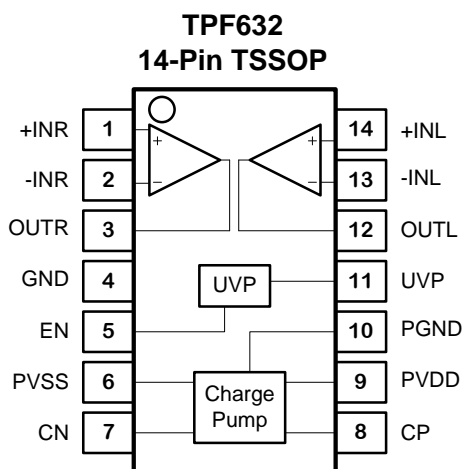 TPF632
14-Pin TSSOP
+INR 1 + + 14 +INL
-INR 2 − − 13 -INL
OUTR 3 12 OUTL
GND 4 UVP 11 UVP
EN 5 10 PGND
PVSS 6 9 PVDD
Charge
Pump
CN 7 8 CP